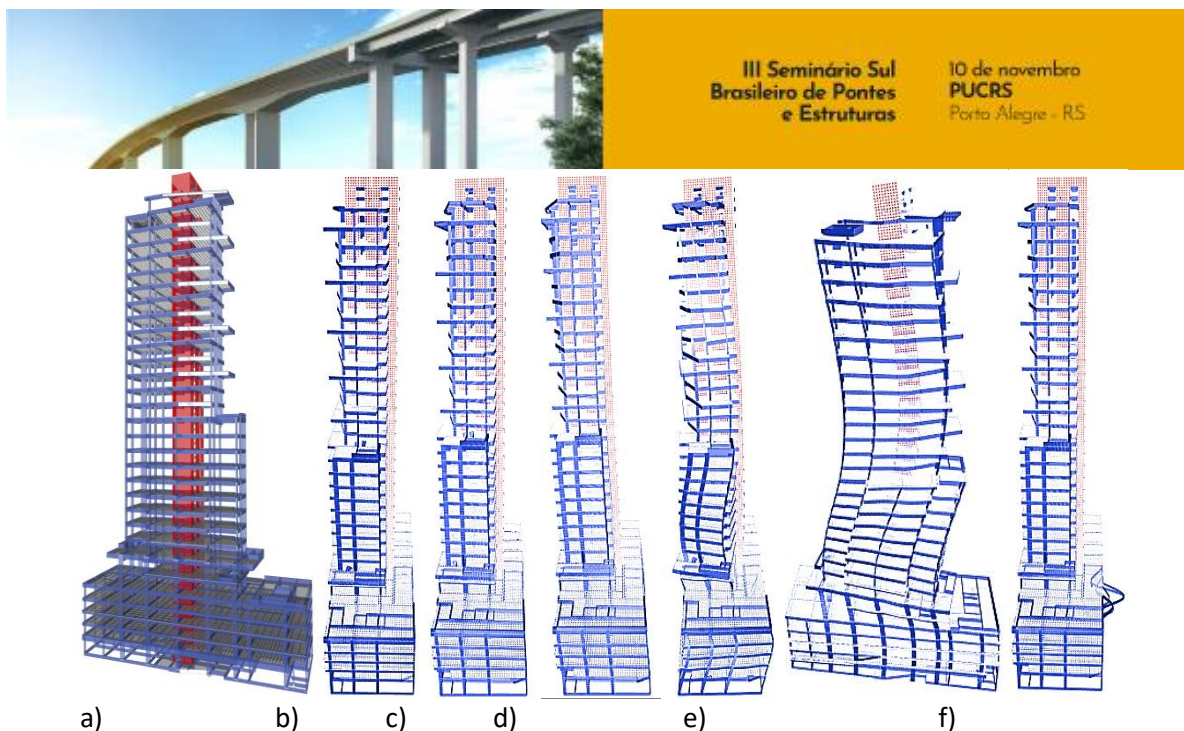 III Seminário Sul
Brasileiro de Pontes
e Estruturas
10 de novembro
PUCRS
Porto Alegre - RS
a) b) c) d) e) f)